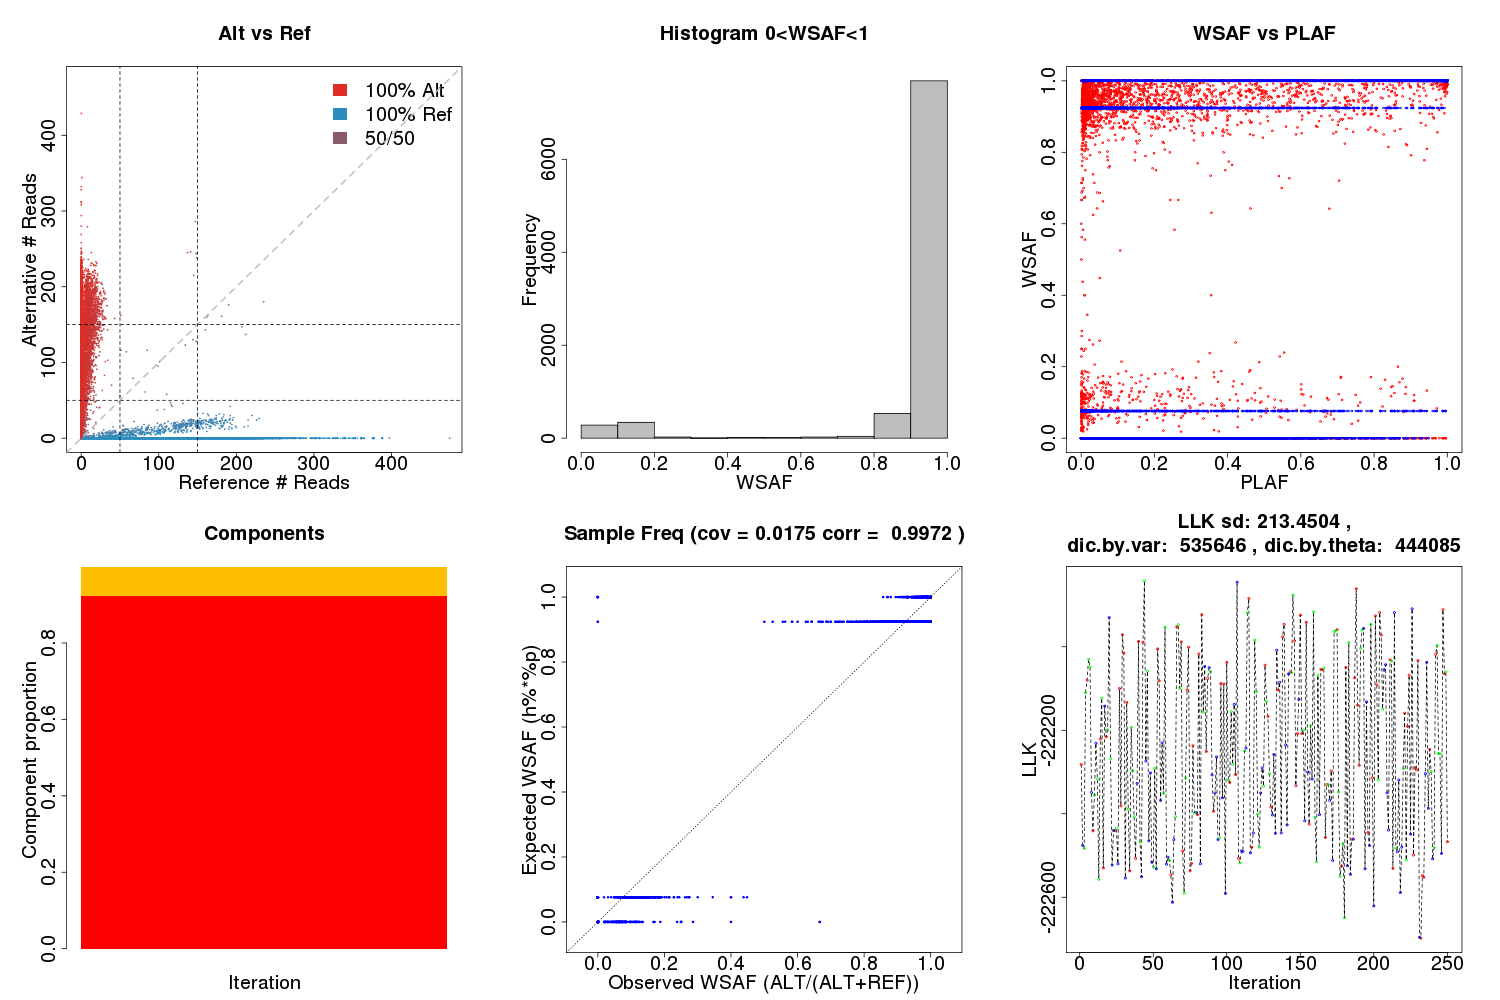 Alt vs Ref
100% Alt
100% Ref
50/50
Alternative # Reads
0 100 200 300 400
0 100 200 300 400
Reference # Reads
Histogram 0<WSAF<1
Frequency
0 2000 4000 6000
0.0 0.2 0.4 0.6 0.8 1.0
WSAF
WSAF vs PLAF
WSAF
0.0 0.2 0.4 0.6 0.8 1.0
0.0 0.2 0.4 0.6 0.8 1.0
PLAF
Components
Component proportion
0.0 0.2 0.4 0.6 0.8
Iteration
Sample Freq (cov = 0.0175 corr = 0.9972 )
Expected WSAF (h%*%p)
0.0 0.2 0.4 0.6 0.8 1.0
0.0 0.2 0.4 0.6 0.8 1.0
Observed WSAF (ALT/(ALT+REF))
LLK sd: 213.4504 ,
dic.by.var: 535646 , dic.by.theta: 444085
LLK
-222600 -222200
0 50 100 150 200 250
Iteration